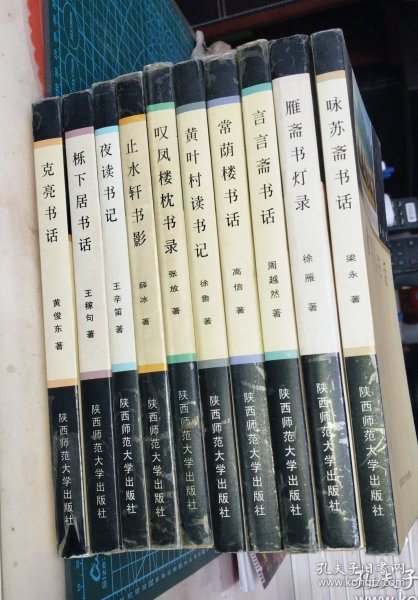 克亮书话
黄俊东 著
陕西师范大学出版社
栎下居书话
王稼句 著
陕西师范大学出版社
夜读书记
王辛笛 著
陕西师范大学出版社
止水轩书影
薛冰 著
陕西师范大学出版社
叹凤楼枕书录
张放 著
陕西师范大学出版社
黄叶村读书记
徐鲁 著
陕西师范大学出版社
常荫楼书话
高信 著
陕西师范大学出版社
言言斋书话
周越然 著
陕西师范大学出版社
雁斋书灯录
徐雁 著
陕西师范大学出版社
咏苏斋书话
梁永 著
陕西师范大学出版社
孔夫子旧书网